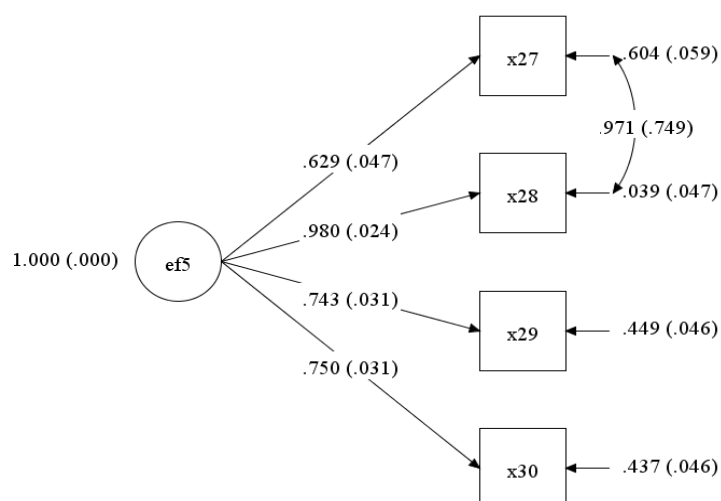 x27
.604 (.059)
.971 (.749)
.629 (.047)
x28
.039 (.047)
.980 (.024)
1.000 (.000)
ef5
.743 (.031)
x29
.449 (.046)
.750 (.031)
x30
.437 (.046)